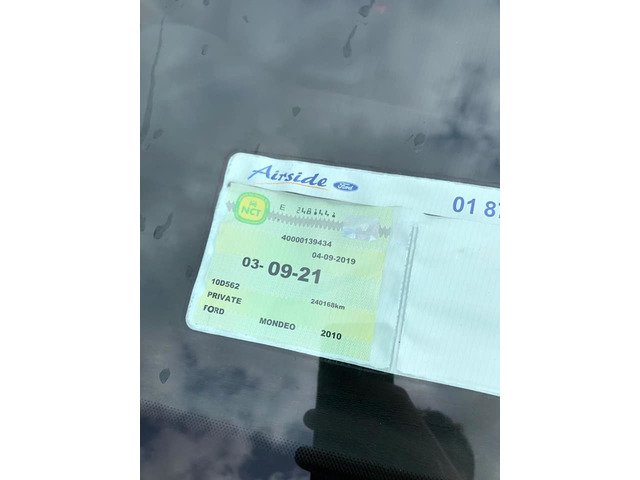 Airside Ford
01 8
NCT
E
40000139434
04-09-2019
03- 09-21
10D562
240168km
PRIVATE
FORD MONDEO 2010